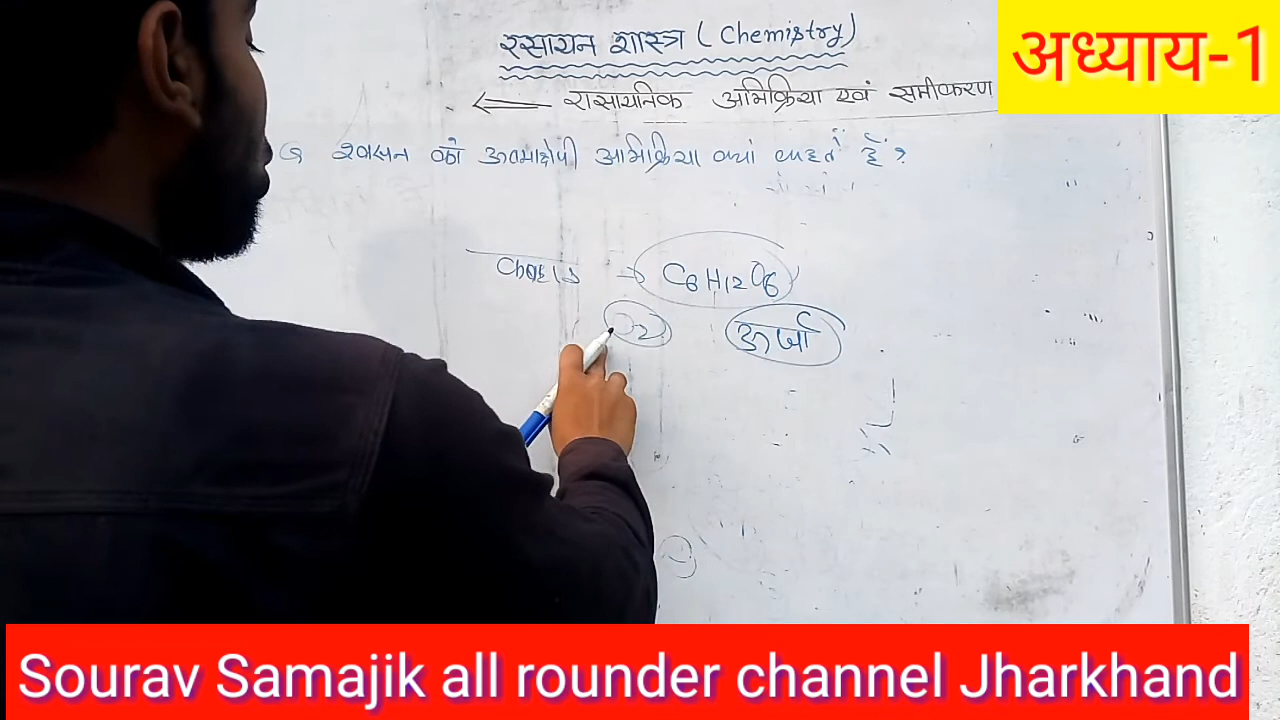 रसायन शास्त्र ( Chemistry)
अध्याय-1
रासायनिक अभिक्रिया एवं समीकरण
श्वसन को अभिक्रिया क्यों कहते हैं ?
C6H12O6
O2
ऊर्जा
Sourav Samajik all rounder channel Jharkhand